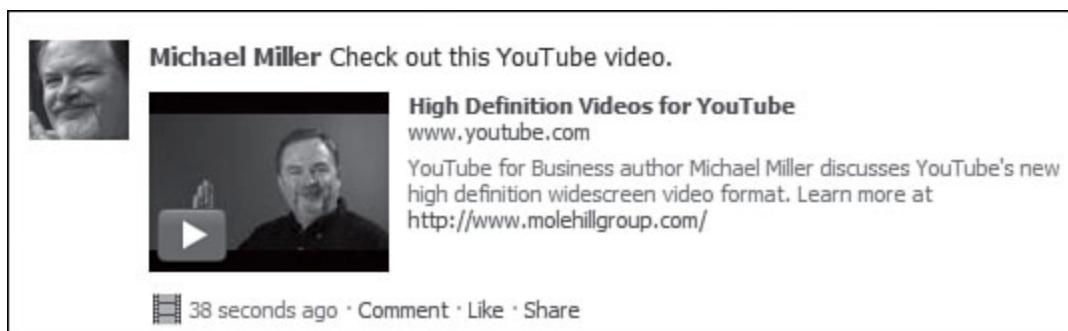 Michael Miller Check out this YouTube video.
High Definition Videos for YouTube
www.youtube.com
YouTube for Business author Michael Miller discusses YouTube's new
high definition widescreen video format. Learn more at
http://www.molehillgroup.com/
38 seconds ago · Comment · Like · Share